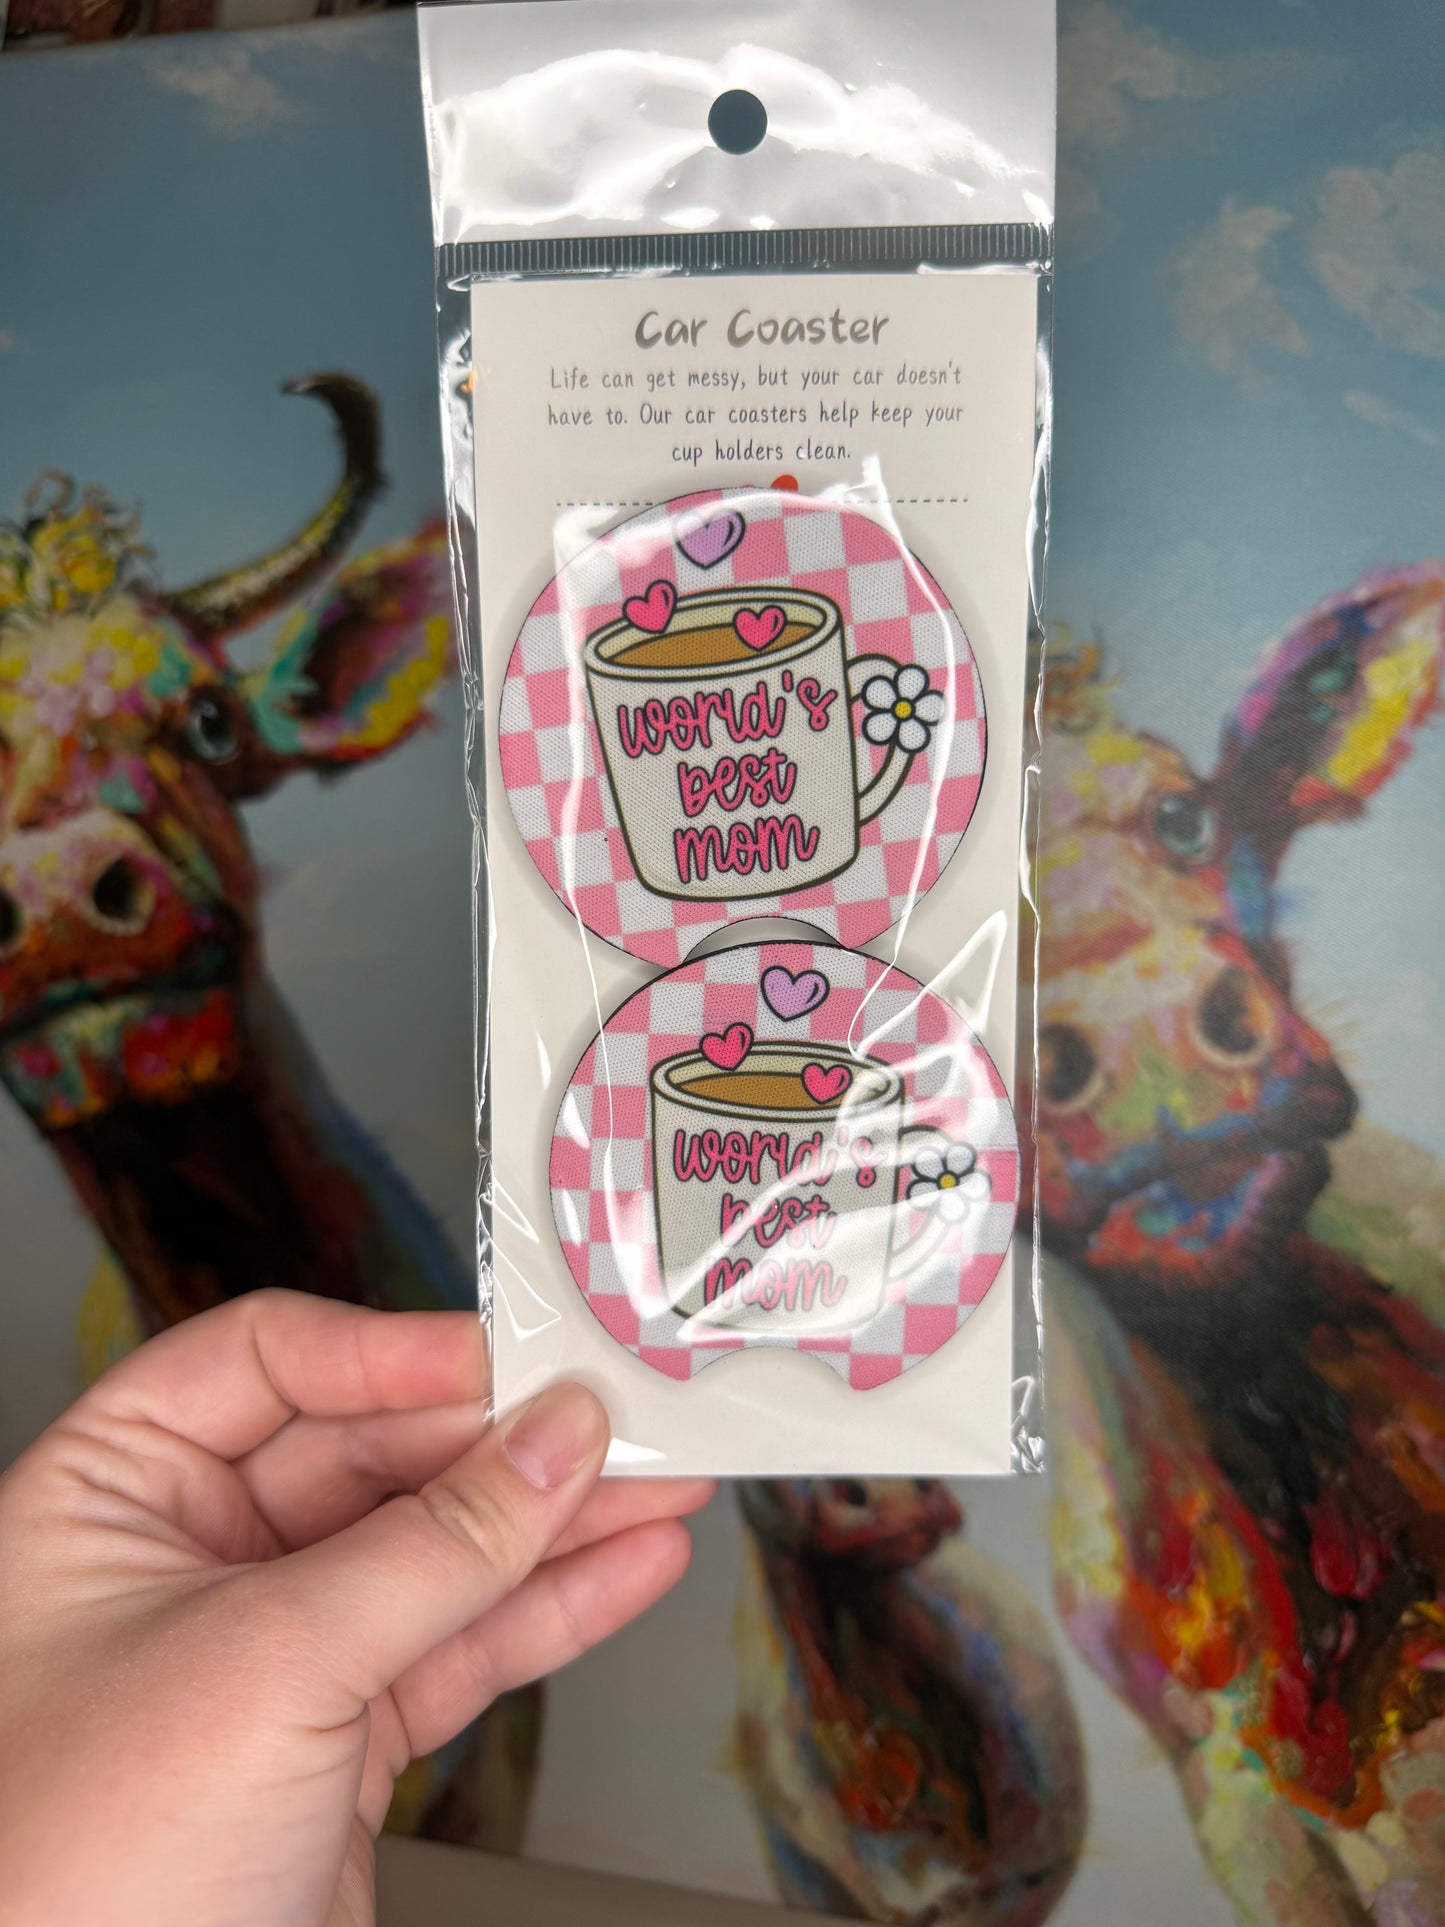 Car Coaster
Life can get messy, but your car doesn't
have to. Our car coasters help keep your
cup holders clean.
world's
best
mom
world's
best
mom